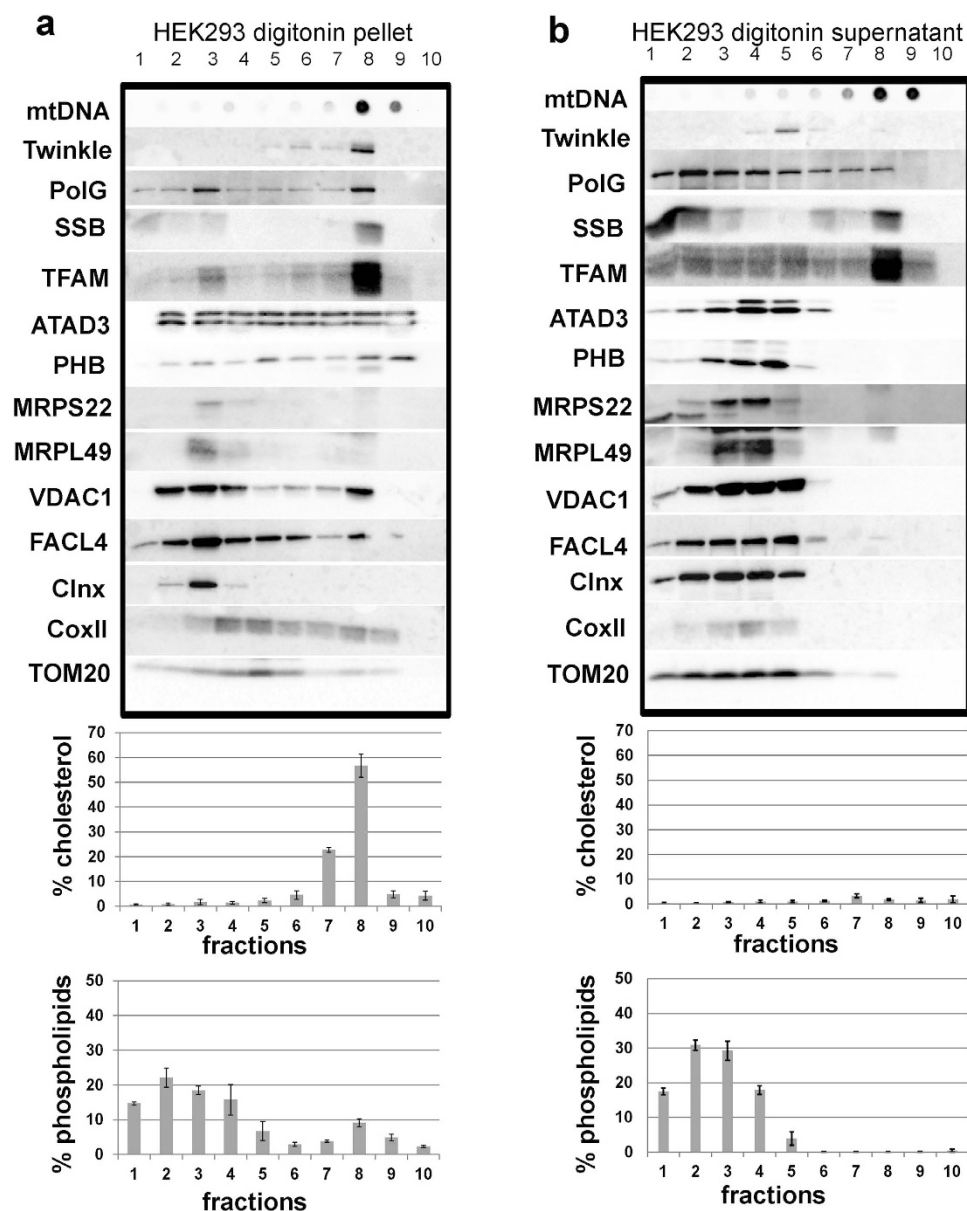 a
HEK293 digitonin pellet
1 2 3 4 5 6 7 8 9 10
mtDNA
Twinkle
PolG
SSB
TFAM
ATAD3
PHB
MRPS22
MRPL49
VDAC1
FACL4
Clnx
CoxII
TOM20
% cholesterol
70
60
50
40
30
20
10
0
1 2 3 4 5 6 7 8 9 10
fractions
% phospholipids
50
40
30
20
10
0
1 2 3 4 5 6 7 8 9 10
fractions
b
HEK293 digitonin supernatant
1 2 3 4 5 6 7 8 9 10
mtDNA
Twinkle
PolG
SSB
TFAM
ATAD3
PHB
MRPS22
MRPL49
VDAC1
FACL4
Clnx
CoxII
TOM20
% cholesterol
70
60
50
40
30
20
10
0
1 2 3 4 5 6 7 8 9 10
fractions
% phospholipids
50
40
30
20
10
0
1 2 3 4 5 6 7 8 9 10
fractions